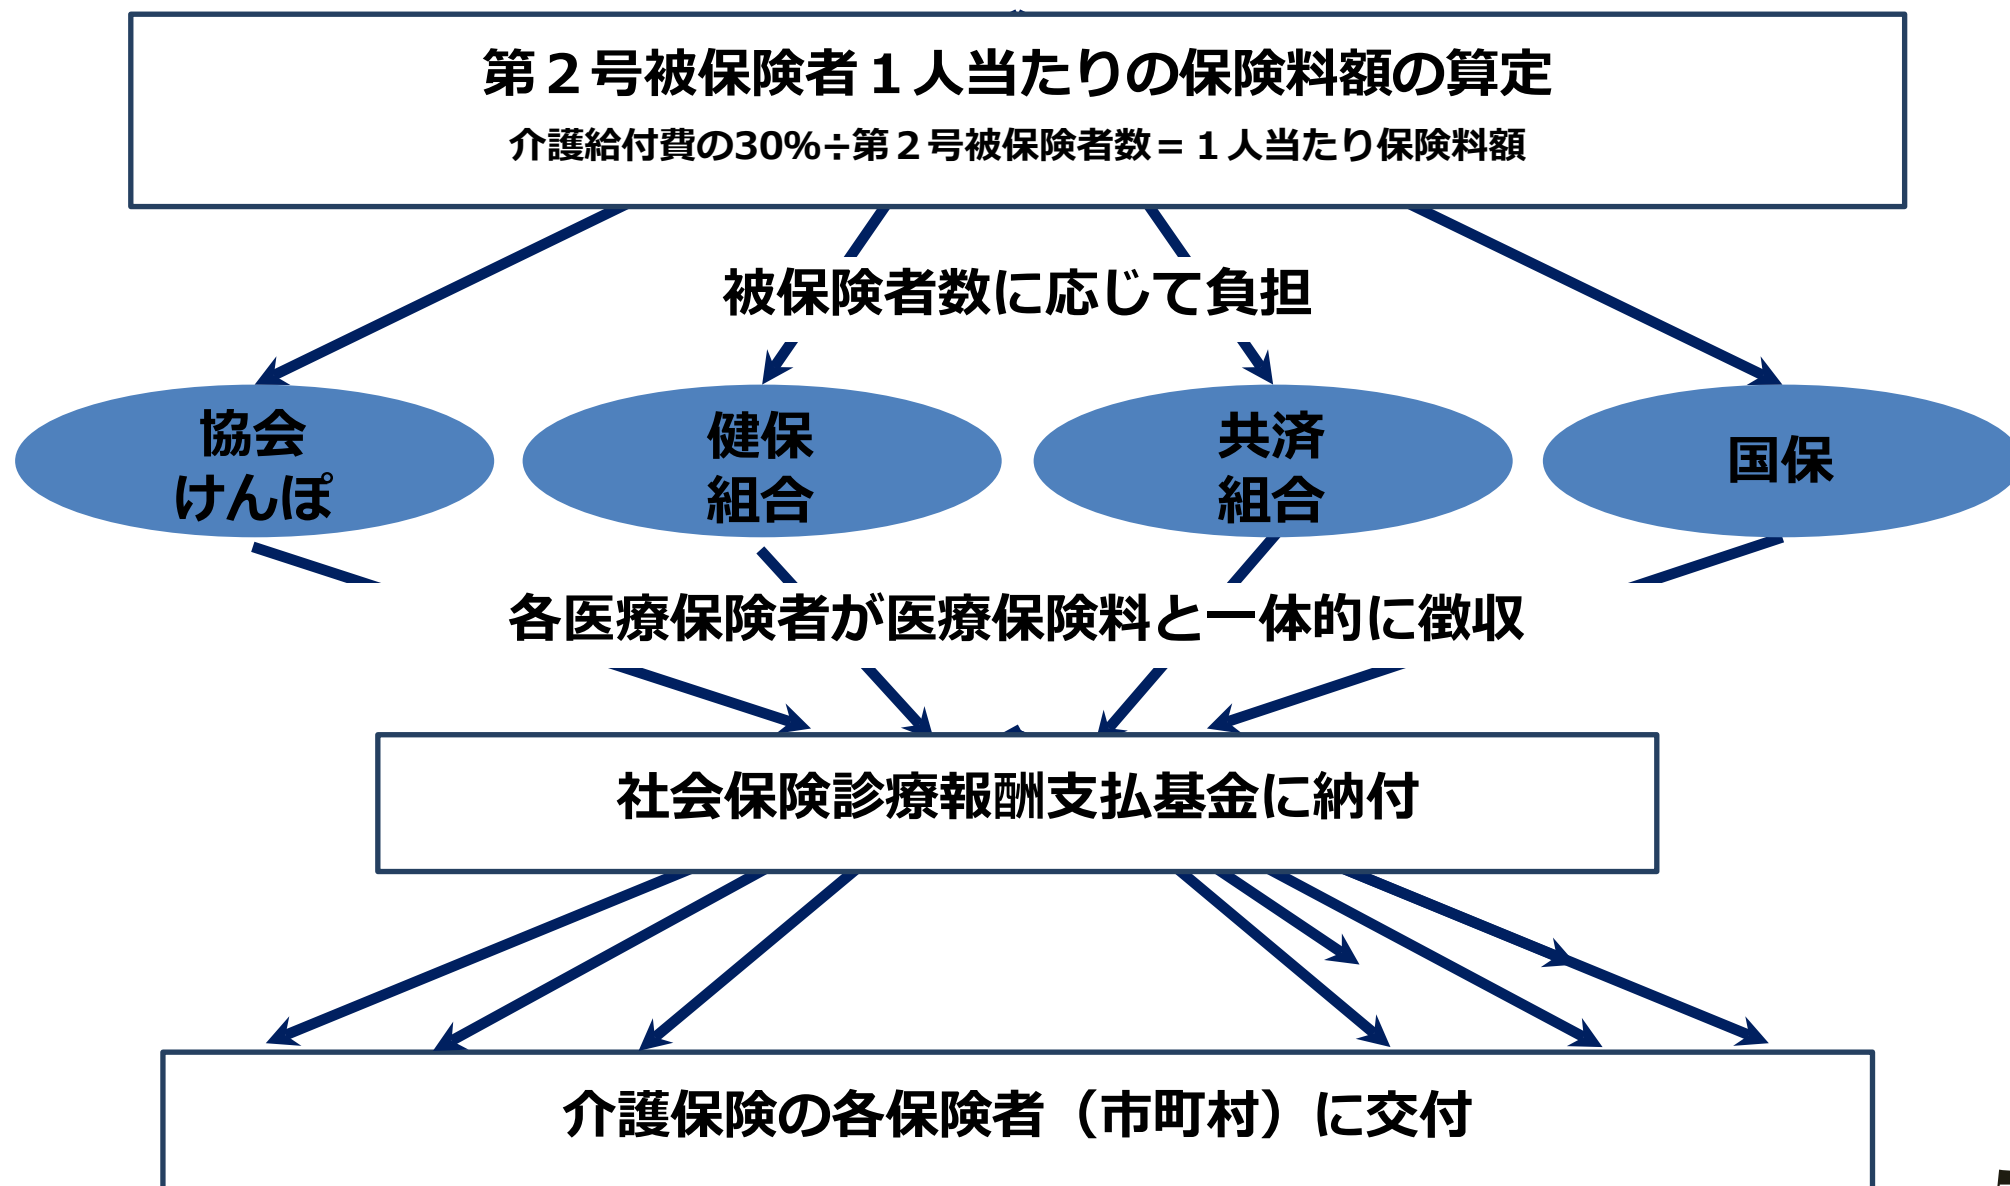 第２号被保険者１人当たりの保険料額の算定
介護給付費の30%÷第２号被保険者数＝１人当たり保険料額
被保険者数に応じて負担
協会
けんぽ
健保
組合
共済
組合
国保
各医療保険者が医療保険料と一体的に徴収
社会保険診療報酬支払基金に納付
介護保険の各保険者（市町村）に交付